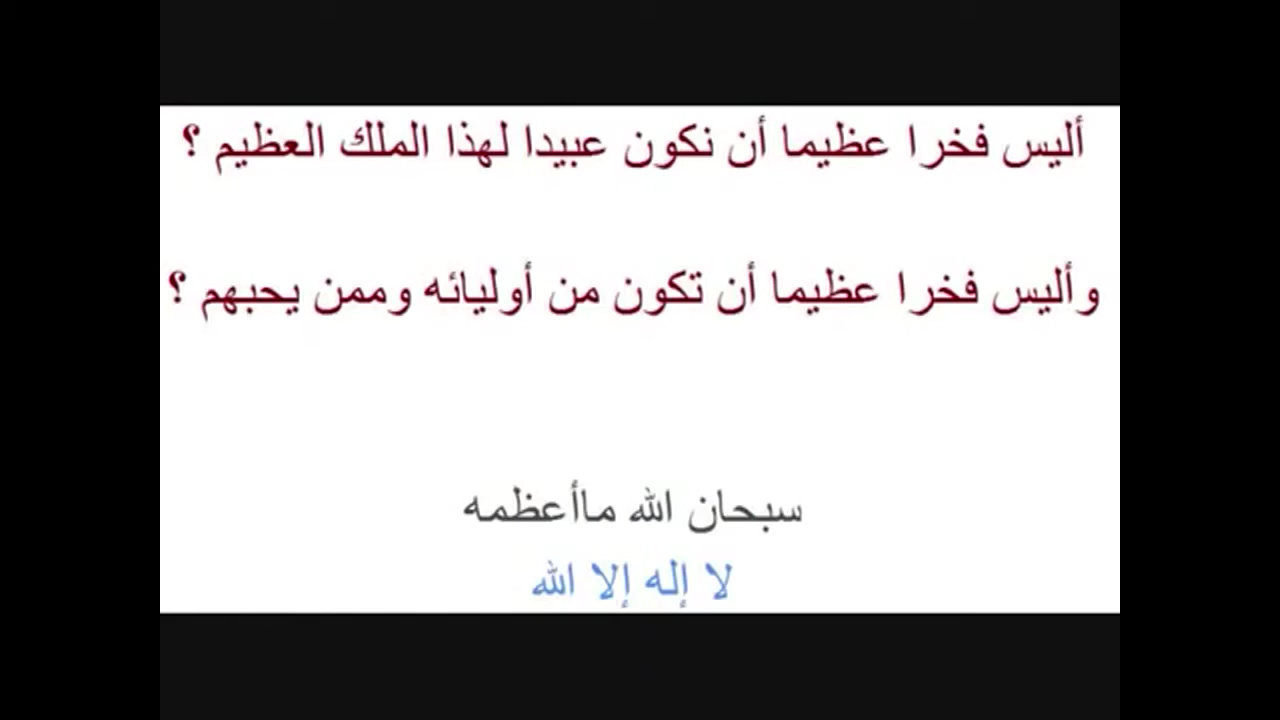 أليس فخرا عظيما أن نكون عبيدا لهذا الملك العظيم ؟
وأليس فخرا عظيما أن تكون من أوليائه وممن يحبهم ؟
سبحان الله ماأعظمه
لا إله إلا الله